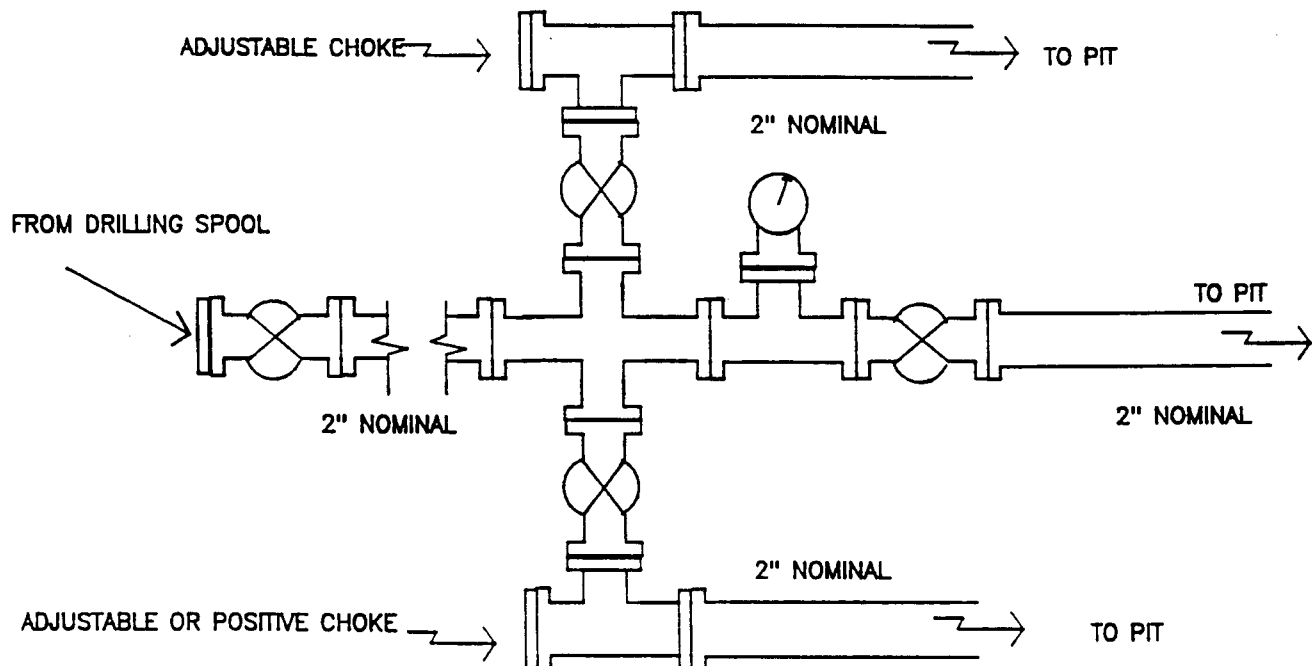 ADJUSTABLE CHOKE
TO PIT
2" NOMINAL
FROM DRILLING SPOOL
TO PIT
2" NOMINAL
2" NOMINAL
2" NOMINAL
ADJUSTABLE OR POSITIVE CHOKE
TO PIT